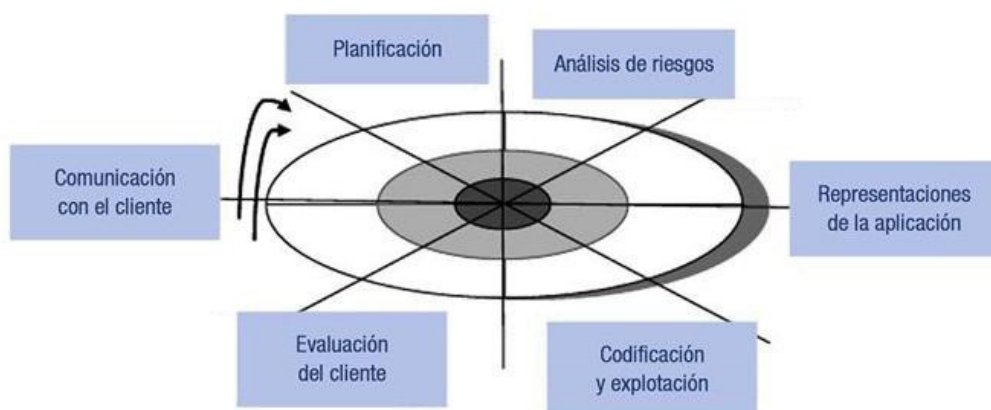 Planificación
Análisis de riesgos
Comunicación
con el cliente
Representaciones
de la aplicación
Evaluación
del cliente
Codificación
y explotación